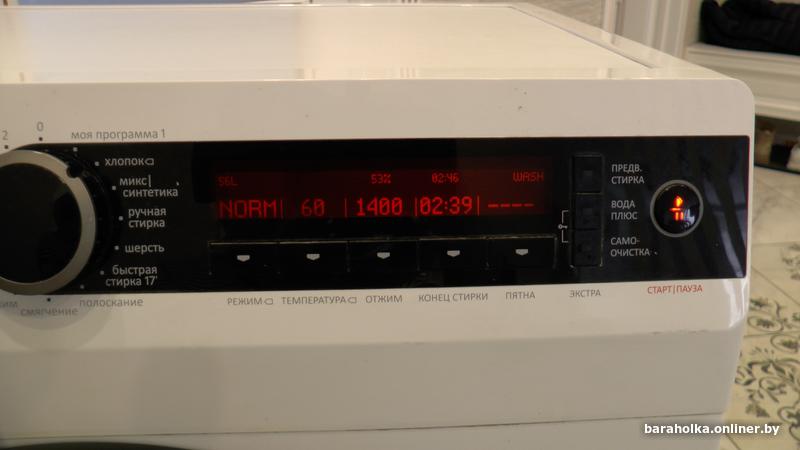 2
0
моя программа 1
хлопок
микс|
синтетика
ручная
стирка
шерсть
быстрая
стирка 17'
полоскание
смягчение
53%
02:46
WASH
NORM| 60 |1400|02:39|----
РЕЖИМ
ТЕМПЕРАТУРА
ОТЖИМ
КОНЕЦ СТИРКИ
ПЯТНА
ЭКСТРА
ПРЕДВ.
СТИРКА
ВОДА
ПЛЮС
САМО-
ОЧИСТКА
СТАРТ|ПАУЗА
baraholka.onliner.by